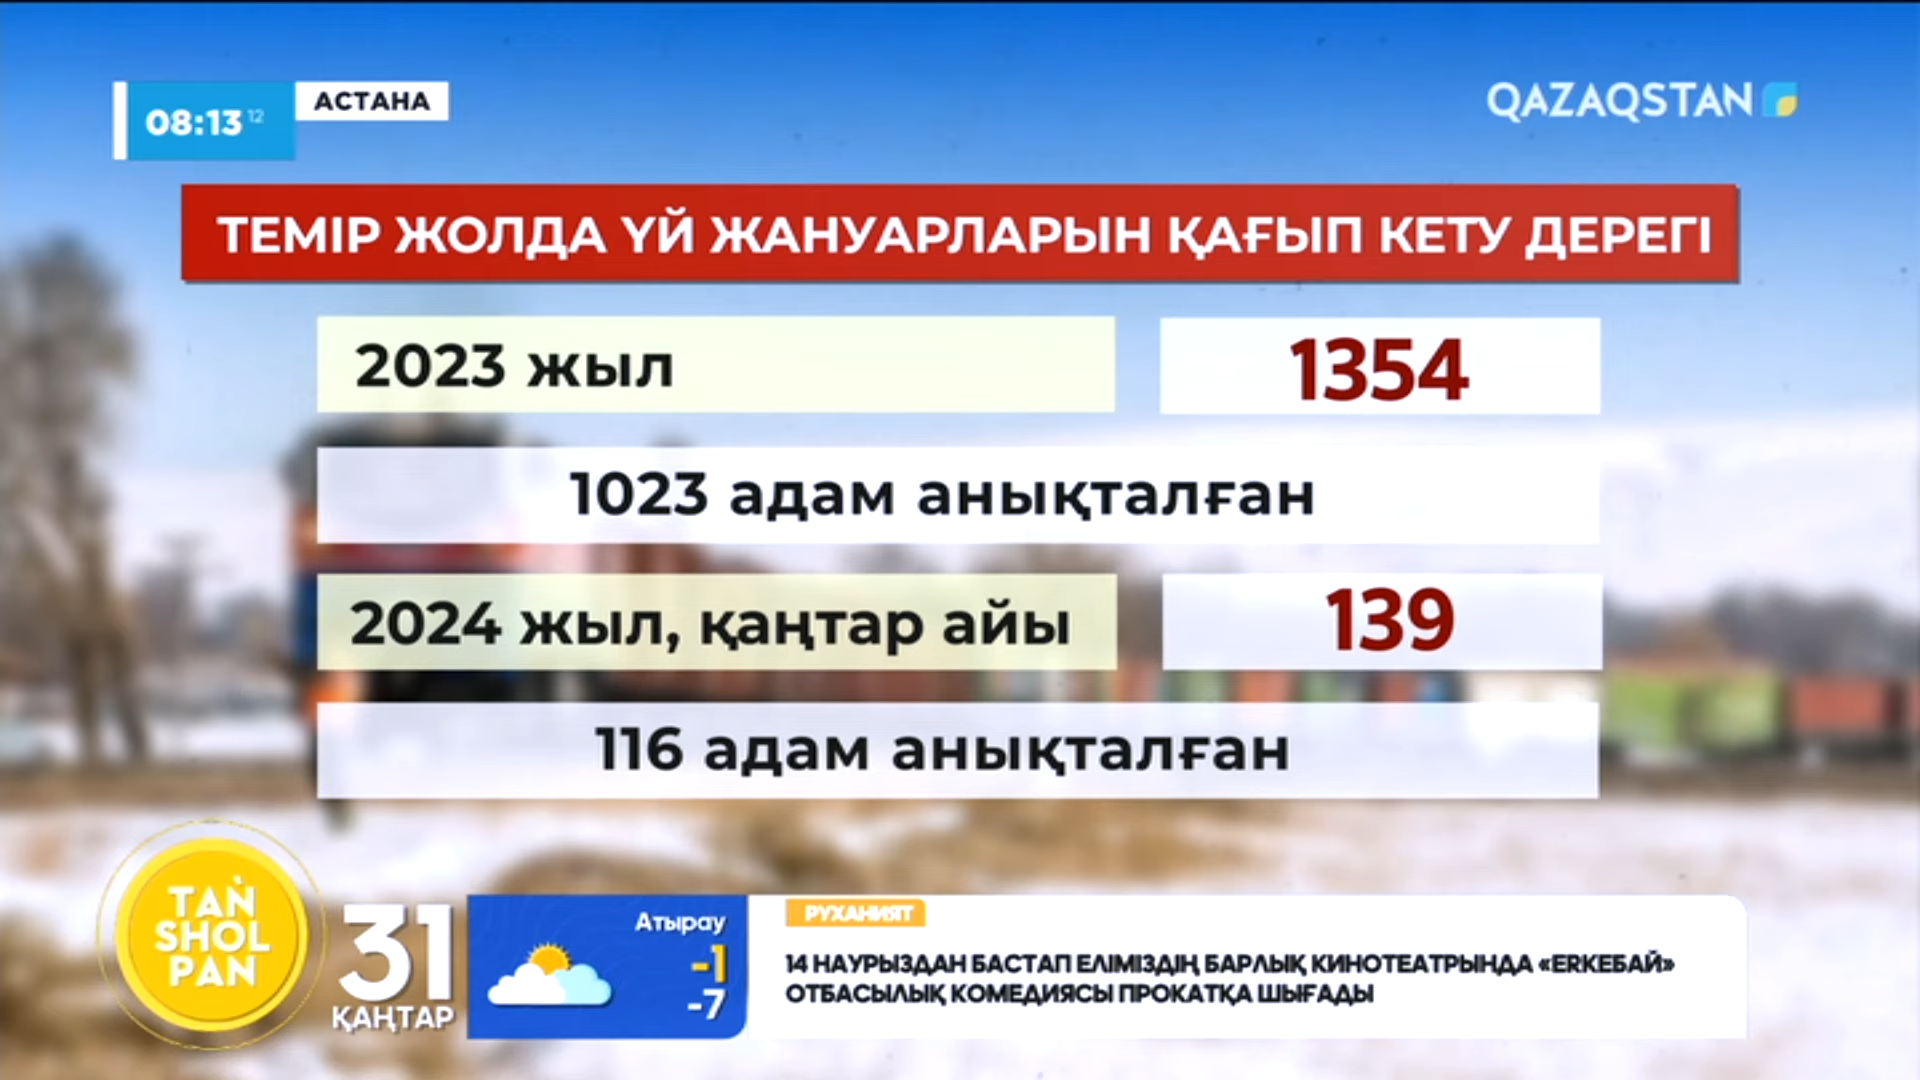 08:13 12
АСТАНА
QAZAQSTAN
ТЕМІР ЖОЛДА ҮЙ ЖАНУАРЛАРЫН ҚАҒЫП КЕТУ ДЕРЕГІ
2023 жыл
1354
1023 адам анықталған
2024 жыл, қаңтар айы
139
116 адам анықталған
TAŃ
SHOL
PAN
31
ҚАҢТАР
Атырау
-1
-7
РУХАНИЯТ
14 НАУРЫЗДАН БАСТАП ЕЛІМІЗДІҢ БАРЛЫҚ КИНОТЕАТРЫНДА «ERKEБАЙ»
ОТБАСЫЛЫҚ КОМЕДИЯСЫ ПРОКАТҚА ШЫҒАДЫ